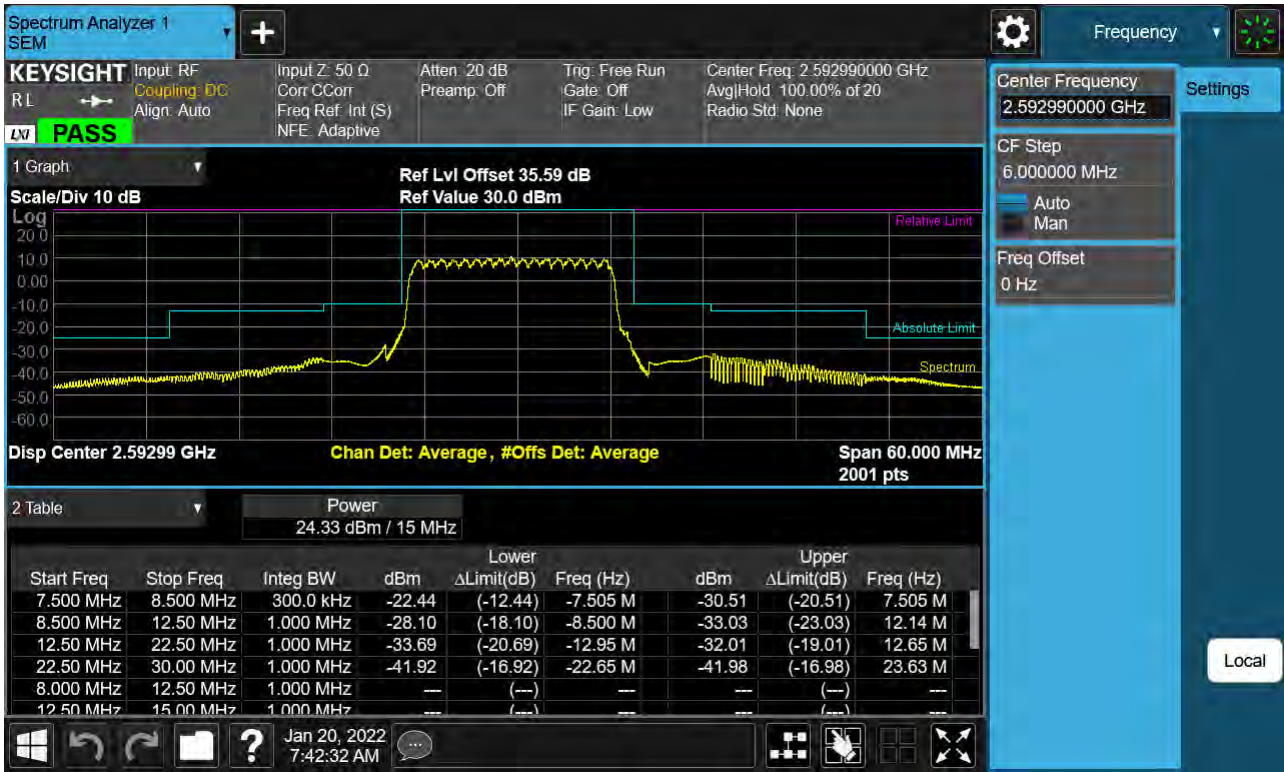 Spectrum Analyzer 1
SEM
Frequency
KEYSIGHT
RL
LXI
PASS
Input: RF
Coupling: DC
Align: Auto
Input Z: 50 Ω
Corr CCorr
Freq Ref: Int (S)
NFE: Adaptive
Atten: 20 dB
Preamp: Off
Trig: Free Run
Gate: Off
IF Gain: Low
Center Freq: 2.592990000 GHz
Avg|Hold: 100.00% of 20
Radio Std: None
Center Frequency
2.592990000 GHz
Settings
CF Step
6.000000 MHz
Auto
Man
Freq Offset
0 Hz
1 Graph
Scale/Div 10 dB
Ref Lvl Offset 35.59 dB
Ref Value 30.0 dBm
Log
20.0
10.0
0.00
-10.0
-20.0
-30.0
-40.0
-50.0
-60.0
Relative Limit
Absolute Limit
Spectrum
Disp Center 2.59299 GHz
Chan Det: Average, #Offs Det: Average
Span 60.000 MHz
2001 pts
2 Table
Power
24.33 dBm / 15 MHz
Lower Upper
Start Freq Stop Freq Integ BW dBm ΔLimit(dB) Freq (Hz) dBm ΔLimit(dB) Freq (Hz)
7.500 MHz 8.500 MHz 300.0 kHz -22.44 (-12.44) -7.505 M -30.51 (-20.51) 7.505 M
8.500 MHz 12.50 MHz 1.000 MHz -28.10 (-18.10) -8.500 M -33.03 (-23.03) 12.14 M
12.50 MHz 22.50 MHz 1.000 MHz -33.69 (-20.69) -12.95 M -32.01 (-19.01) 12.65 M
22.50 MHz 30.00 MHz 1.000 MHz -41.92 (-16.92) -22.65 M -41.98 (-16.98) 23.63 M
8.000 MHz 12.50 MHz 1.000 MHz --- (---) --- --- (---) ---
12.50 MHz 15.00 MHz 1.000 MHz --- (---) --- --- (---) ---
Local
?
Jan 20, 2022
7:42:32 AM